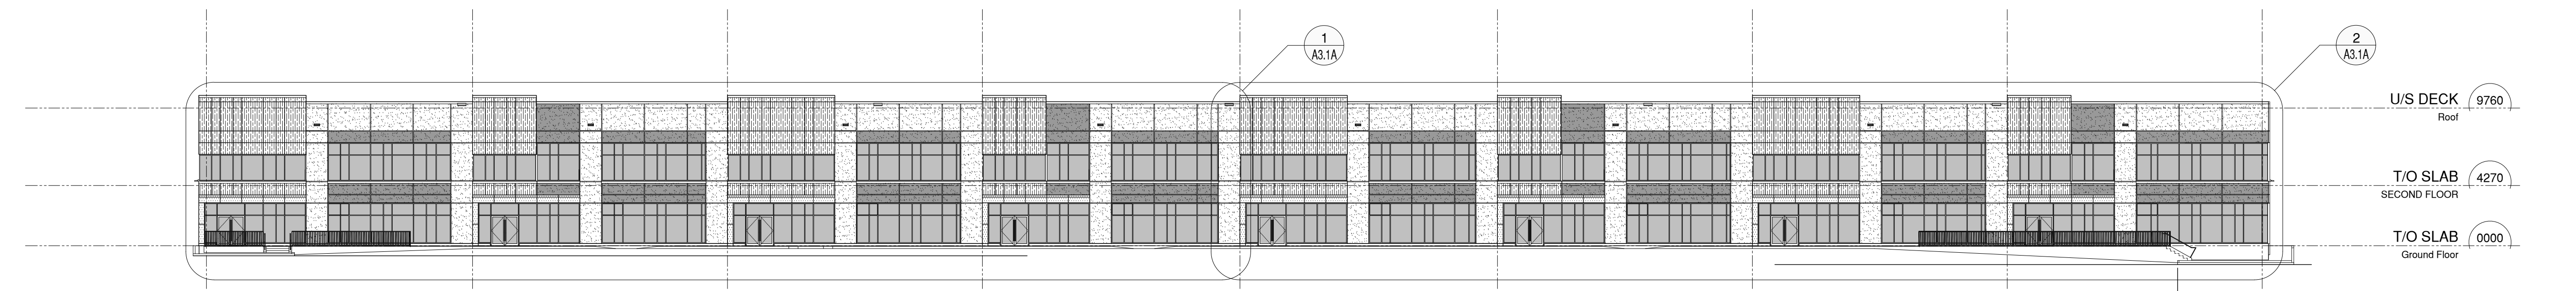 1
A3.1A
2
A3.1A
U/S DECK 9760
Roof
T/O SLAB 4270
SECOND FLOOR
T/O SLAB 0000
Ground Floor